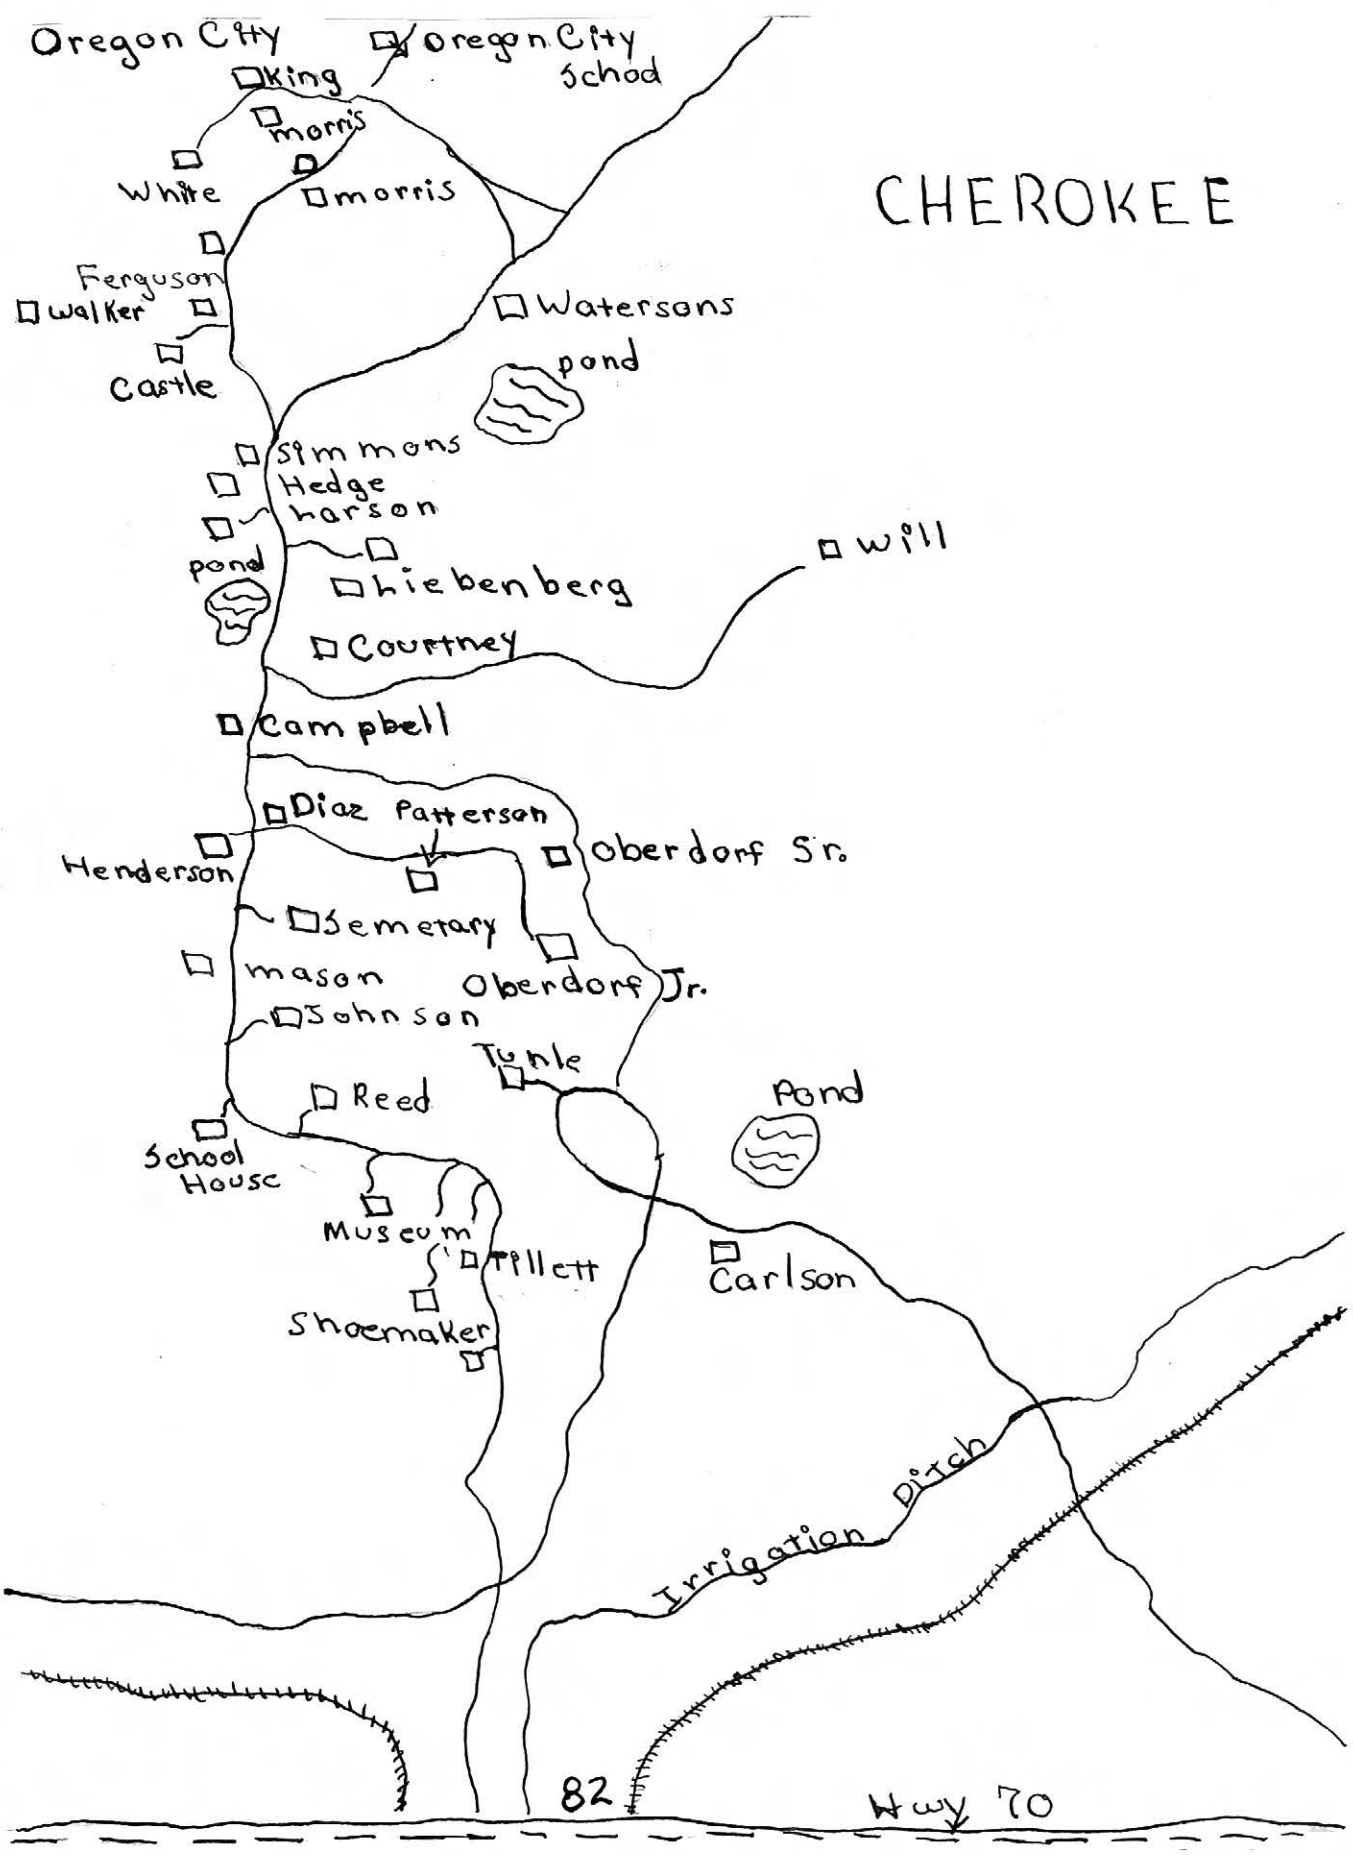 Oregon City
Oregon City
School
King
morris
White
morris
CHEROKEE
Ferguson
Walker
Castle
Watersons
pond
Simmons
Hedge
Larson
pond
Liebenberg
Will
Courtney
Campbell
Diaz
Patterson
Henderson
Oberdorf Sr.
Semetary
mason
Oberdorf Jr.
Johnson
Reed
Pond
School
House
Museum
Tillett
Carlson
Shoemaker
Irrigation Ditch
82
Hwy 70